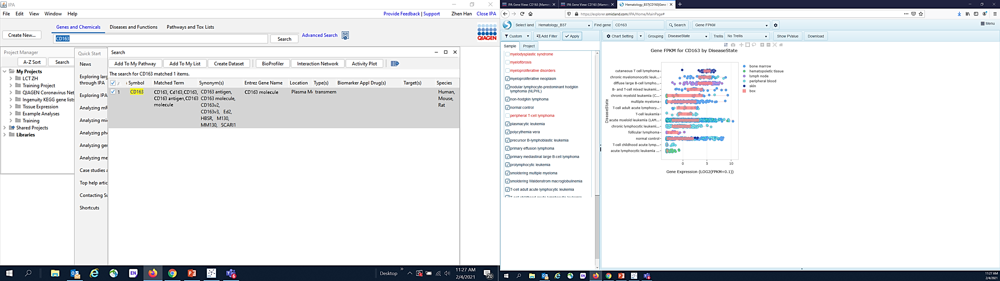 IPA
File Edit View Window Help
Provide Feedback | Support Zhen Han Close IPA
Genes and Chemicals Diseases and Functions Pathways and Tox Lists
Create New...
CD163
Search
Advanced Search
QIAGEN
Project Manager
A-Z Sort Search
My Projects
LCT ZH
Training Project
QIAGEN Coronavirus Net
Ingenuity KEGG gene lists
Tissue Expression
Example Analyses
Training
Shared Projects
Libraries
Quick Start
News
Exploring larg
through IPA
Exploring IPA
Analyzing mR
Analyzing mi
Analyzing ph
Analyzing gen
Analyzing me
Case studies a
Top help artic
Contacting Su
Shortcuts
Search
Add To My Pathway Add To My List Create Dataset BioProfiler Interaction Network Activity Plot
The search for CD163 matched 1 items.
Symbol Matched Term Synonym(s) Entrez Gene Name Location Type(s) Biomarker Appl Drug(s) Target(s) Species
1 CD163 CD163, Cd163,CD163, CD163 antigen, CD163 molecule Plasma M transmem Human,
CD163 antigen,CD163 CD163 molecule, Mouse,
molecule CD163v2, Rat
CD163v3, Ed2,
HBSR, M130,
MM130, SCARI1
Desktop
11:27 AM
2/4/2021
20
IPA Gene View: CD163 (Mamm IPA Gene View: CD163 (Mamm Hematology_B37|CD163|Gene
https://explorer.omicland.com/IPA/Home/MainPage#
Select land Hematology_B37 Find gene CD163 Search Gene FPKM Menu
Custom Add Filter Apply
Chart Setting Grouping DiseaseState Trellis No Trellis Show PValue Download
Sample Project
myelodysplastic syndrome
myelofibrosis
myeloproliferative disorders
myeloproliferative neoplasm
nodular lymphocyte-predominant hodgkin
lymphoma (NLPHL)
non-hodgkin lymphoma
normal control
peripheral T-cell lymphoma
plasmacytic leukemia
polycythemia vera
precursor B-lymphoblastic leukemia
primary effusion lymphoma
primary mediastinal large B-cell lymphoma
prolymphocytic leukemia
smoldering multiple myeloma
smoldering Waldenstrom macroglobulinemia
T-cell adult acute lymphocytic leukemia
T-cell childhood acute lymphocytic leukemia
Gene FPKM for CD163 by DiseaseState
DiseaseState
cutaneous T cell lymphoma
chronic myelomonocytic leuk...
diffuse large B-cell lympho...
B- and T-cell mixed leukemi...
chronic myeloid leukemia (C...
multiple myeloma
T-cell adult acute lymphocy...
T-cell leukemia
acute myeloid leukemia (LAM...
chronic lymphocytic leukemi...
follicular lymphoma
normal control
T-cell childhood acute lymp...
acute lymphocytic leukemia ...
0 5 10
Gene Expression (LOG2(FPKM+0.1))
bone marrow
hematopoietic tissue
lymph node
peripheral blood
skin
box
11:27 AM
2/4/2021